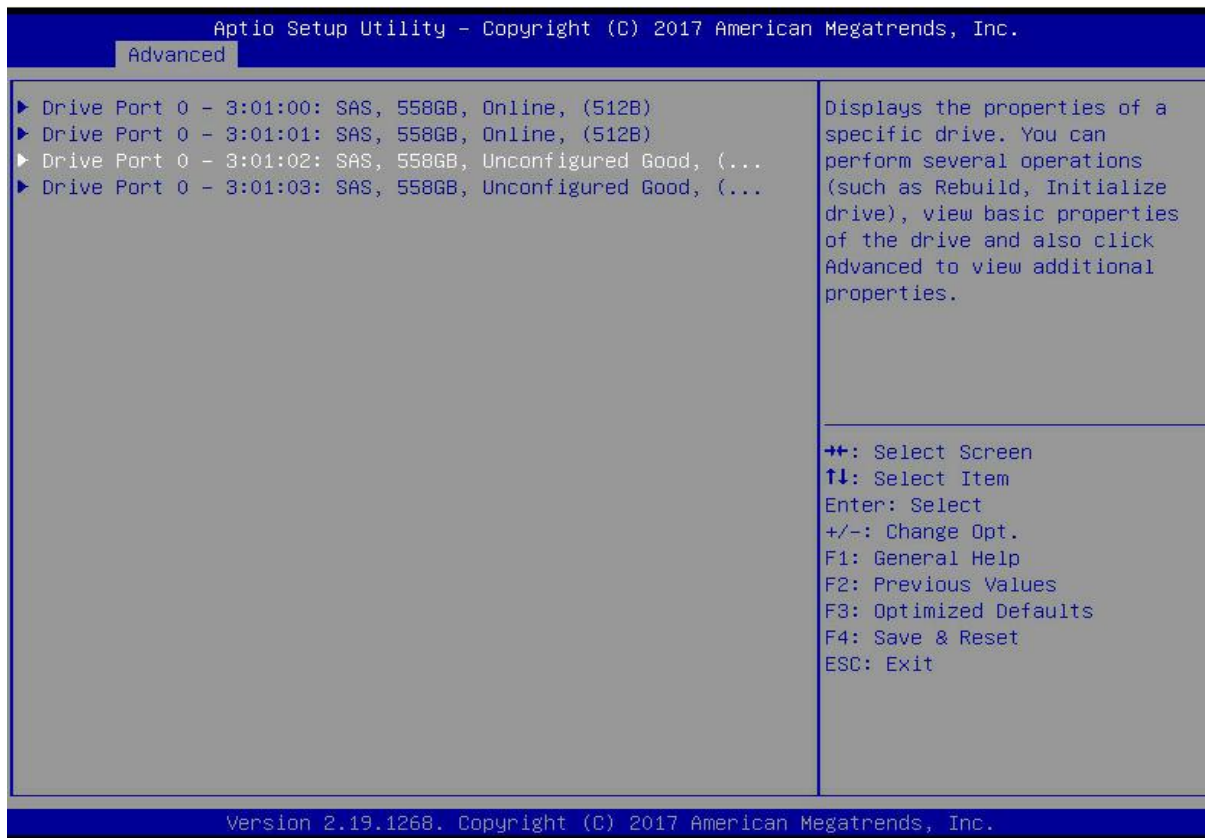 Aptio Setup Utility – Copyright (C) 2017 American Megatrends, Inc.
Advanced
▶ Drive Port 0 – 3:01:00: SAS, 558GB, Online, (512B)
▶ Drive Port 0 – 3:01:01: SAS, 558GB, Online, (512B)
▶ Drive Port 0 – 3:01:02: SAS, 558GB, Unconfigured Good, (...
▶ Drive Port 0 – 3:01:03: SAS, 558GB, Unconfigured Good, (...
Displays the properties of a
specific drive. You can
perform several operations
(such as Rebuild, Initialize
drive), view basic properties
of the drive and also click
Advanced to view additional
properties.
→←: Select Screen
↑↓: Select Item
Enter: Select
+/–: Change Opt.
F1: General Help
F2: Previous Values
F3: Optimized Defaults
F4: Save & Reset
ESC: Exit
Version 2.19.1268. Copyright (C) 2017 American Megatrends, Inc.